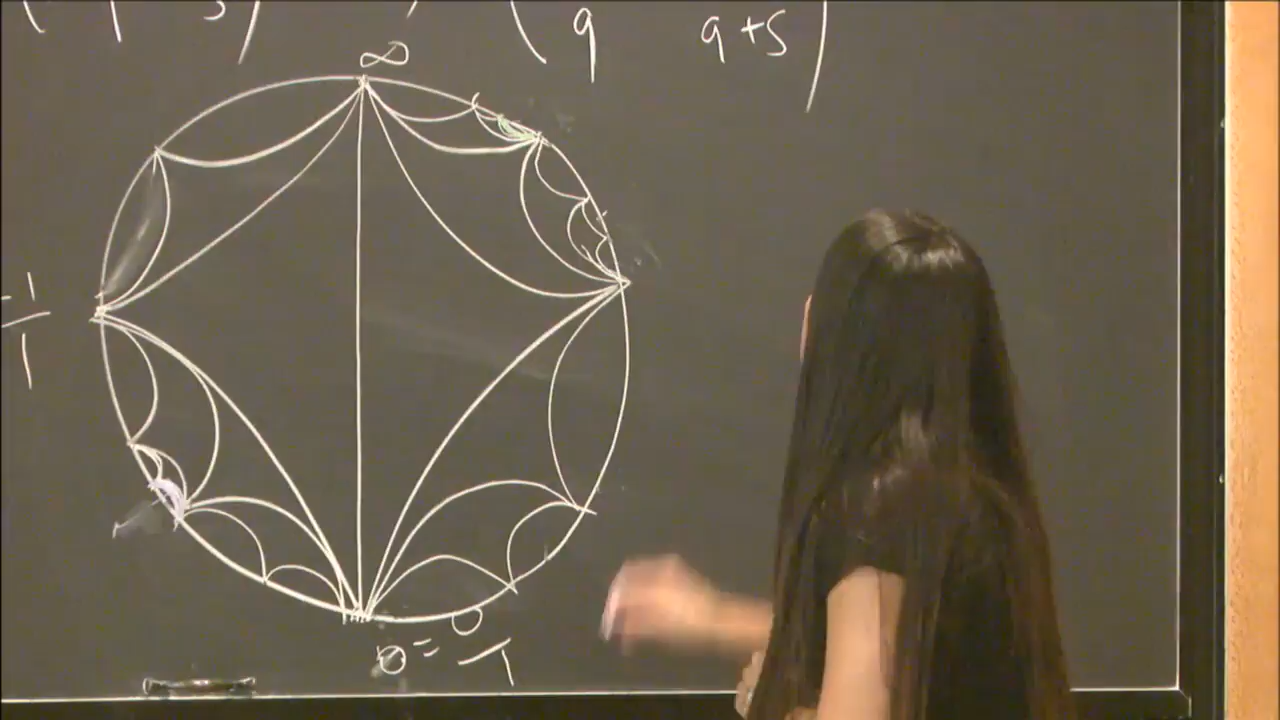 q q+s
∞
-1
1
0 = 0/1